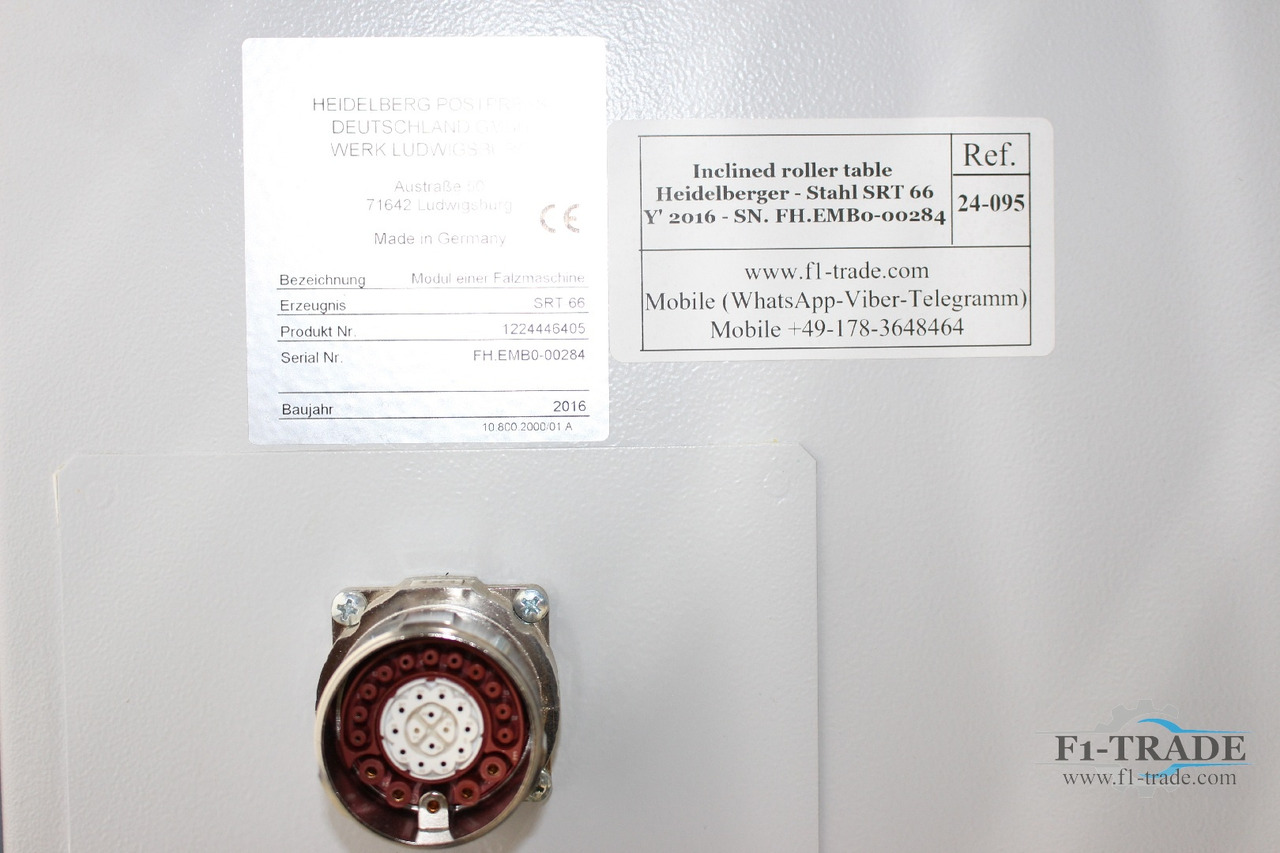 HEIDELBERG
DEUTSCHLAND
WERK
Austraße
71642 Ludwigsburg
CE
Made in Germany
Bezeichnung Modul einer Falzmaschine
Erzeugnis SRT 66
Produkt Nr. 1224446405
Serial Nr. FH.EMB0-00284
Baujahr 2016
10.800.2000/01 A
Inclined roller table
Heidelberger - Stahl SRT 66
Y' 2016 - SN. FH.EMB0-00284
Ref.
24-095
www.f1-trade.com
Mobile (WhatsApp-Viber-Telegramm)
Mobile +49-178-3648464
F1-TRADE
www.f1-trade.com